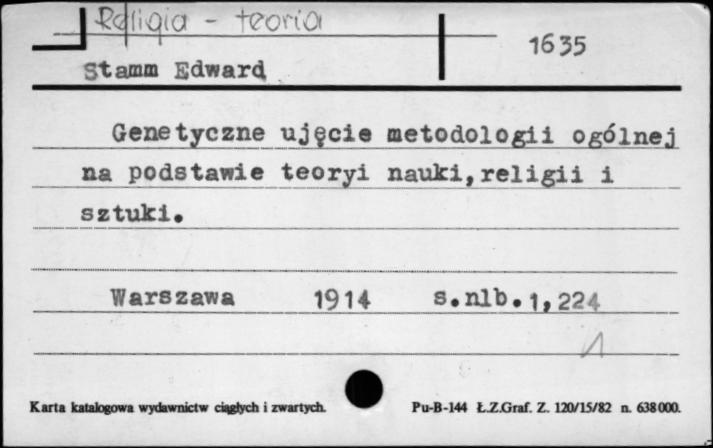 Religia - teoria
1635
Stamm Edward
Genetyczne ujęcie metodologii ogólnej
na podstawie teoryi nauki,religii i
sztuki.
Warszawa 1914 s.nlb.1,224
Karta katalogowa wydawnictw ciągłych i zwartych. Pu-B-144 Ł.Z.Graf. Z. 120/15/82 n. 638000.